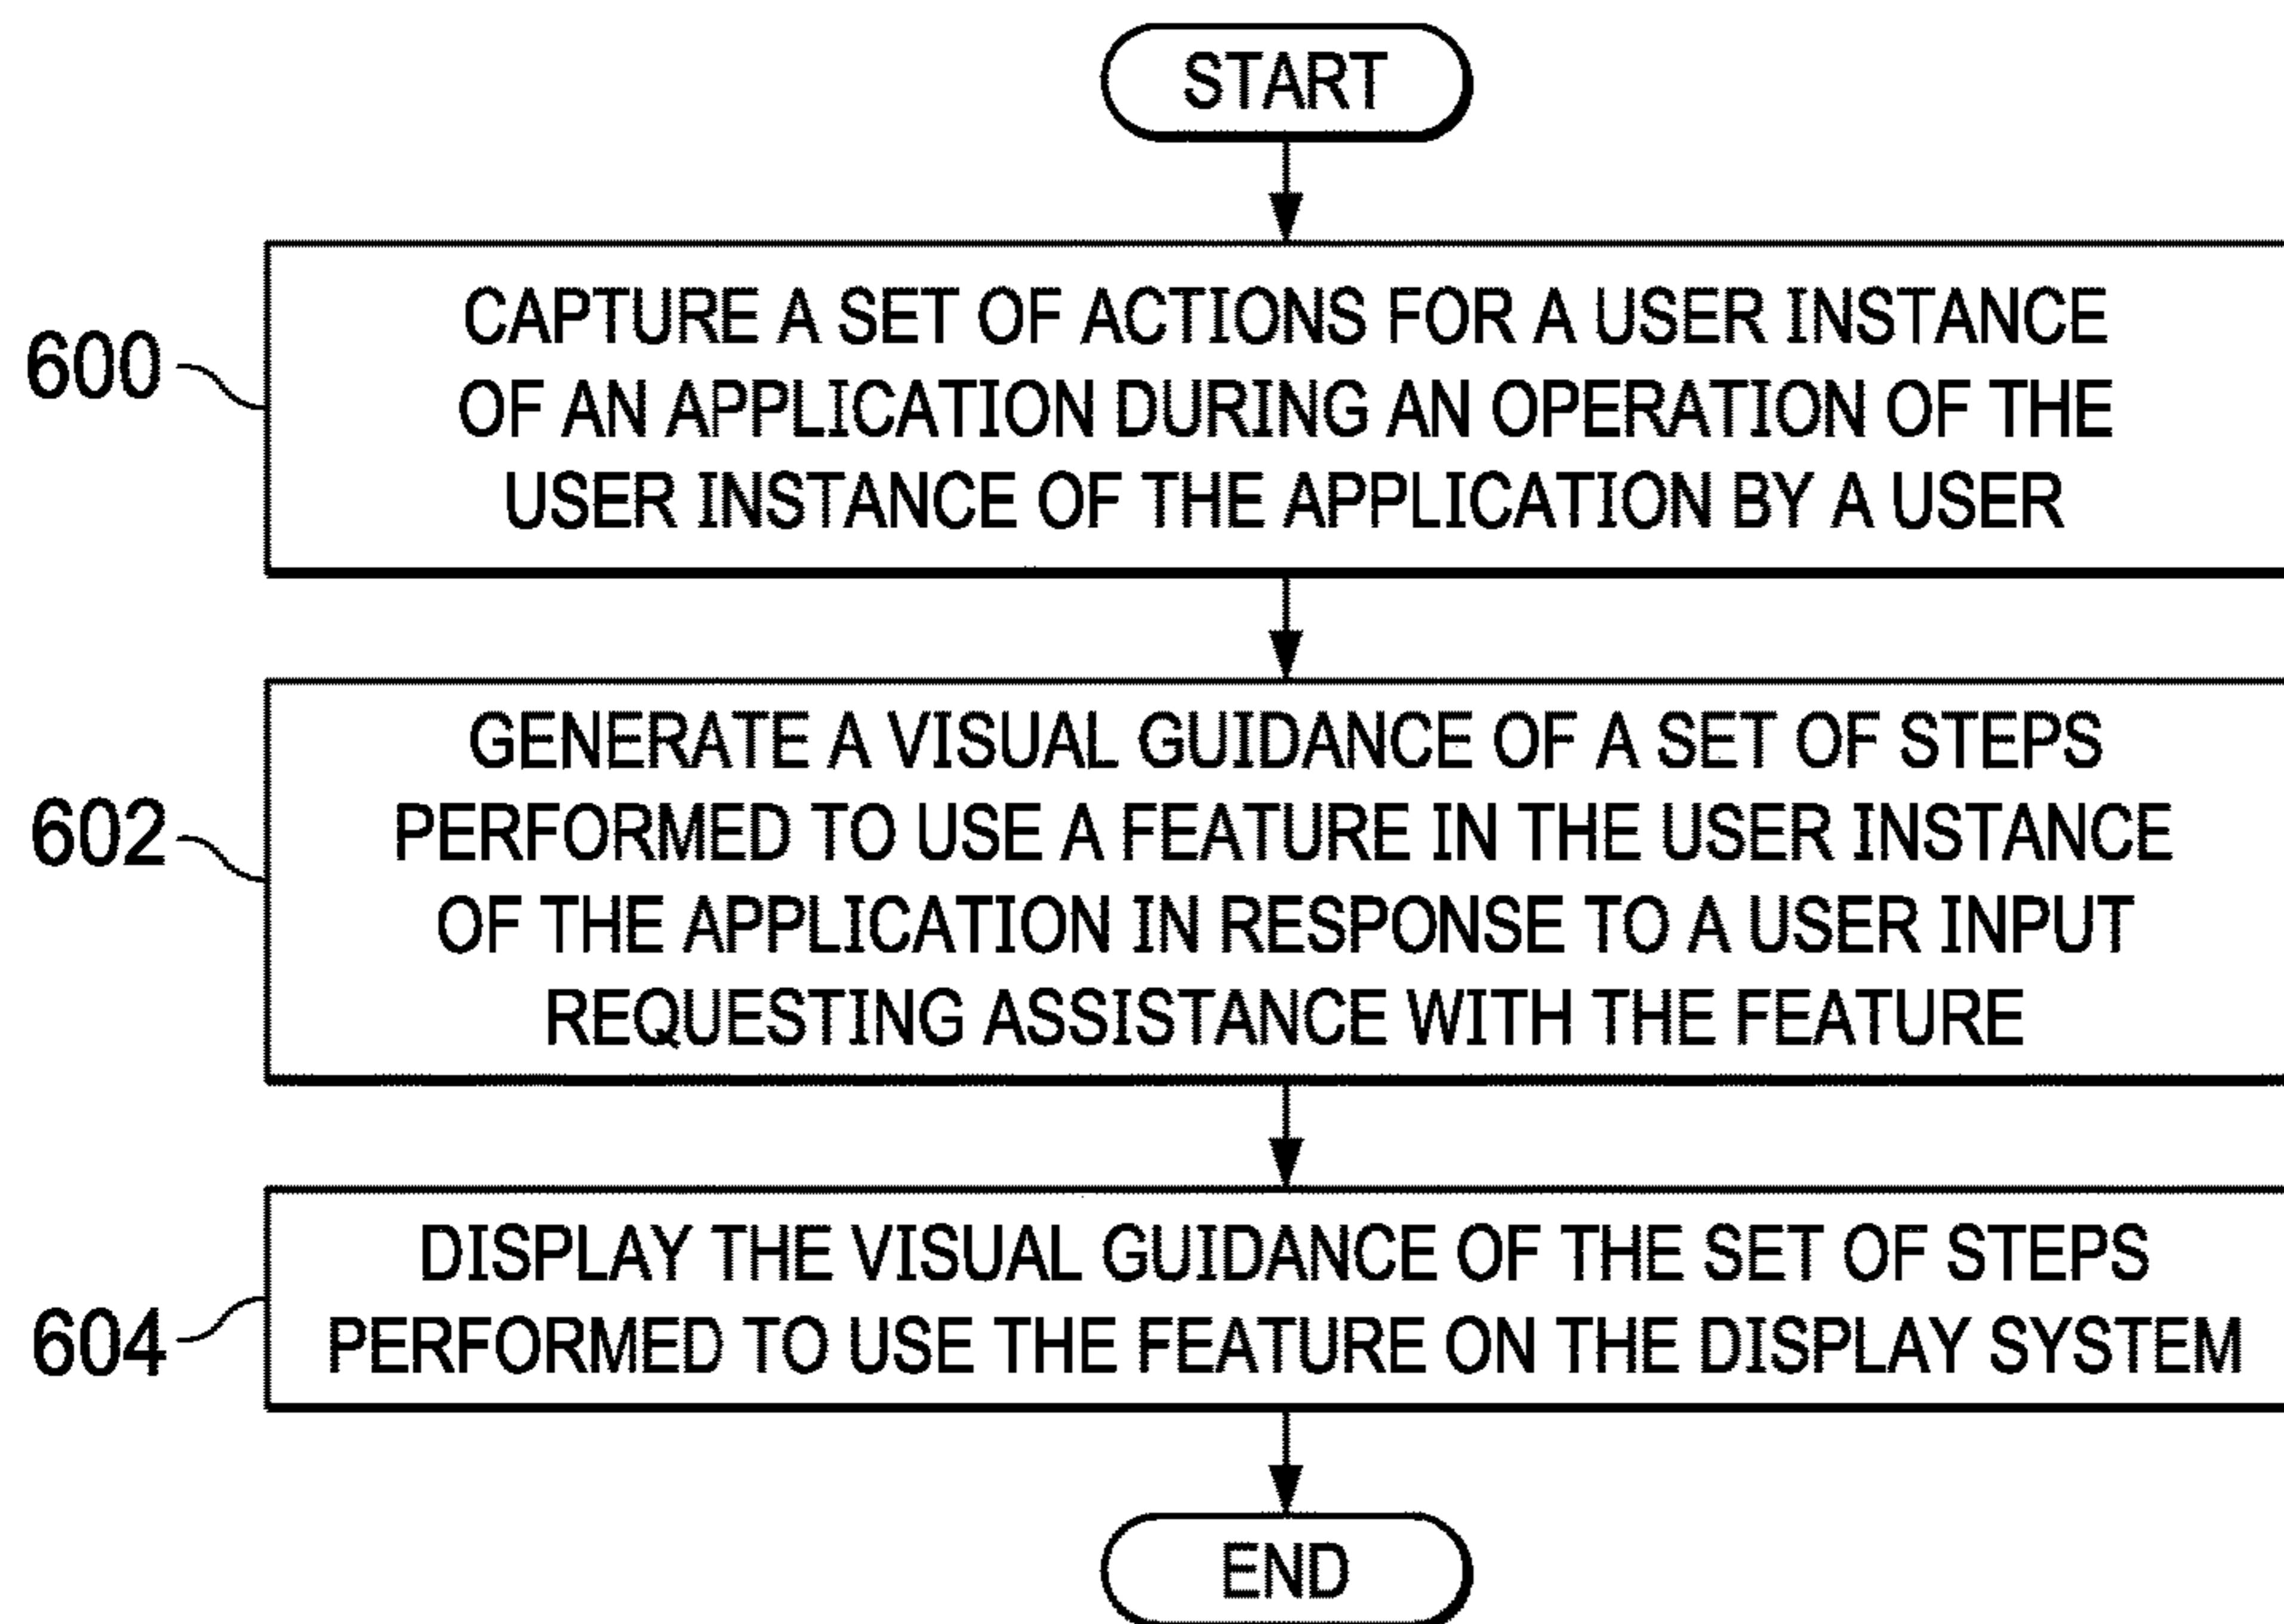 START
600
CAPTURE A SET OF ACTIONS FOR A USER INSTANCE
OF AN APPLICATION DURING AN OPERATION OF THE
USER INSTANCE OF THE APPLICATION BY A USER
602
GENERATE A VISUAL GUIDANCE OF A SET OF STEPS
PERFORMED TO USE A FEATURE IN THE USER INSTANCE
OF THE APPLICATION IN RESPONSE TO A USER INPUT
REQUESTING ASSISTANCE WITH THE FEATURE
604
DISPLAY THE VISUAL GUIDANCE OF THE SET OF STEPS
PERFORMED TO USE THE FEATURE ON THE DISPLAY SYSTEM
END